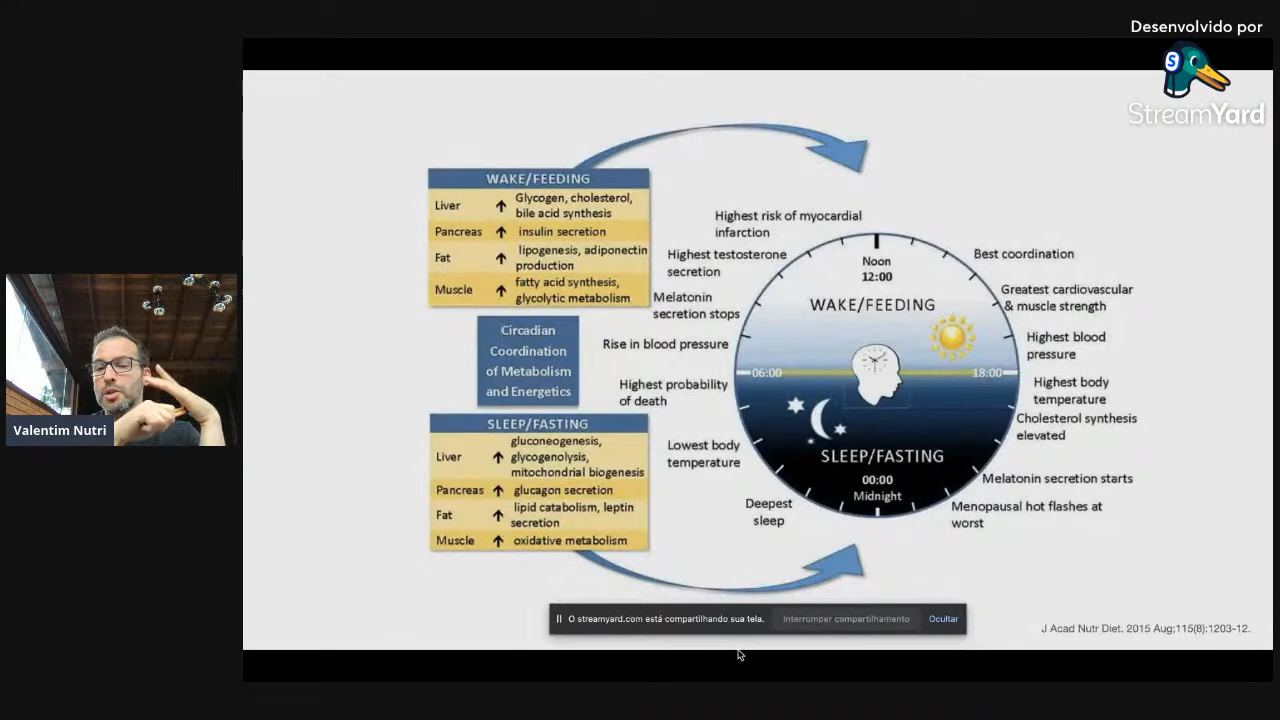 Desenvolvido por
StreamYard
WAKE/FEEDING
Liver
Glycogen, cholesterol,
bile acid synthesis
Pancreas
insulin secretion
Fat
lipogenesis, adiponectin
production
Muscle
fatty acid synthesis,
glycolytic metabolism
Circadian
Coordination
of Metabolism
and Energetics
SLEEP/FASTING
Liver
gluconeogenesis,
glycogenolysis,
mitochondrial biogenesis
Pancreas
glucagon secretion
Fat
lipid catabolism, leptin
secretion
Muscle
oxidative metabolism
Highest risk of myocardial
infarction
Highest testosterone
secretion
Melatonin
secretion stops
Rise in blood pressure
Highest probability
of death
Lowest body
temperature
Deepest
sleep
Noon
12:00
WAKE/FEEDING
06:00
18:00
SLEEP/FASTING
00:00
Midnight
Best coordination
Greatest cardiovascular
& muscle strength
Highest blood
pressure
Highest body
temperature
Cholesterol synthesis
elevated
Melatonin secretion starts
Menopausal hot flashes at
worst
Valentim Nutri
O streamyard.com está compartilhando sua tela.
Interromper compartilhamento
Ocultar
J Acad Nutr Diet. 2015 Aug;115(8):1203-12.